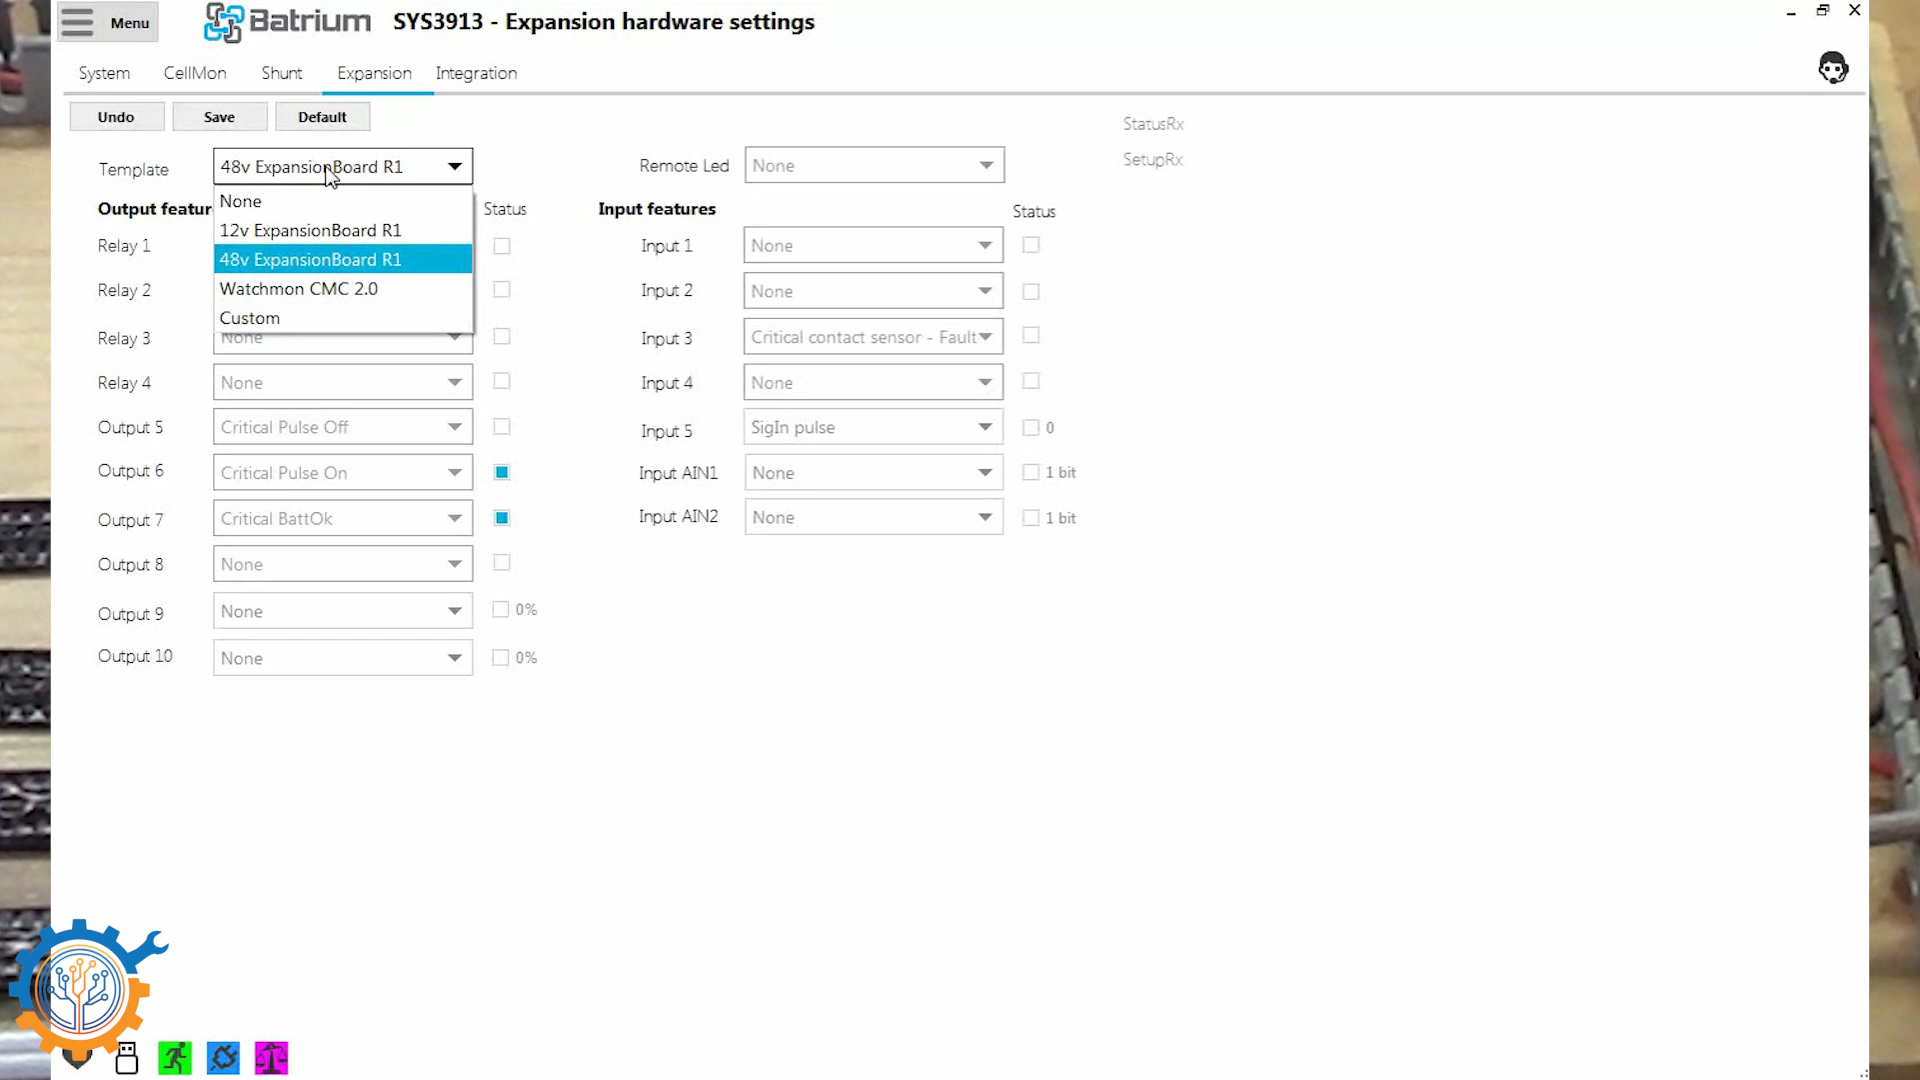 Menu
Batrium
SYS3913 - Expansion hardware settings
System CellMon Shunt Expansion Integration
Undo Save Default
StatusRx
Template 48v ExpansionBoard R1 Remote Led None
SetupRx
None
Output featur Status Input features Status
12v ExpansionBoard R1
Relay 1 Input 1 None
48v ExpansionBoard R1
Relay 2 Watchmon CMC 2.0 Input 2 None
Custom
Relay 3 None Input 3 Critical contact sensor - Fault
Relay 4 None Input 4 None
Output 5 Critical Pulse Off Input 5 SigIn pulse 0
Output 6 Critical Pulse On Input AIN1 None 1 bit
Output 7 Critical BattOk Input AIN2 None 1 bit
Output 8 None
Output 9 None 0%
Output 10 None 0%